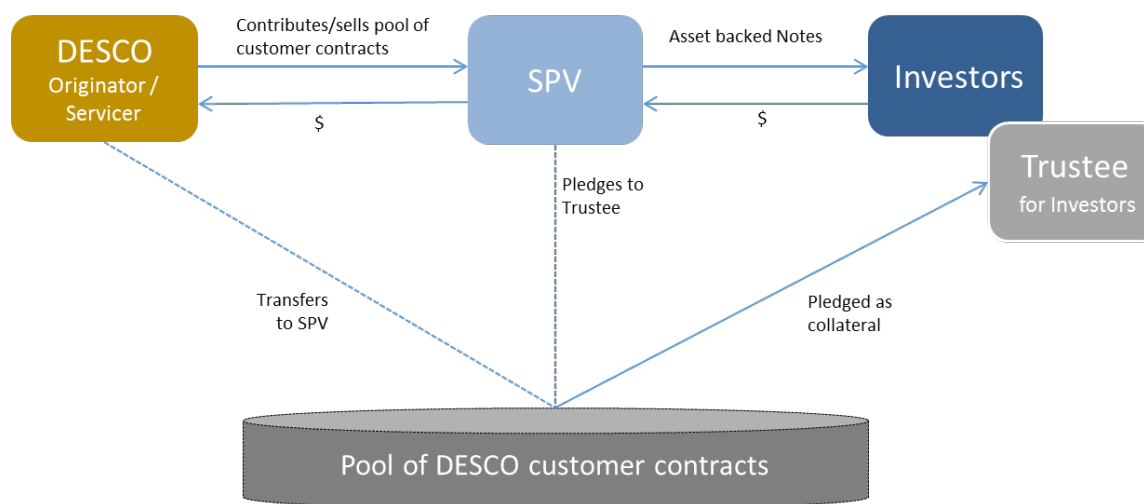 DESCO
Originator /
Servicer
Contributes/sells pool of
customer contracts
$
SPV
Asset backed Notes
$
Investors
Trustee
for Investors
Pledges to
Trustee
Transfers
to SPV
Pledged as
collateral
Pool of DESCO customer contracts